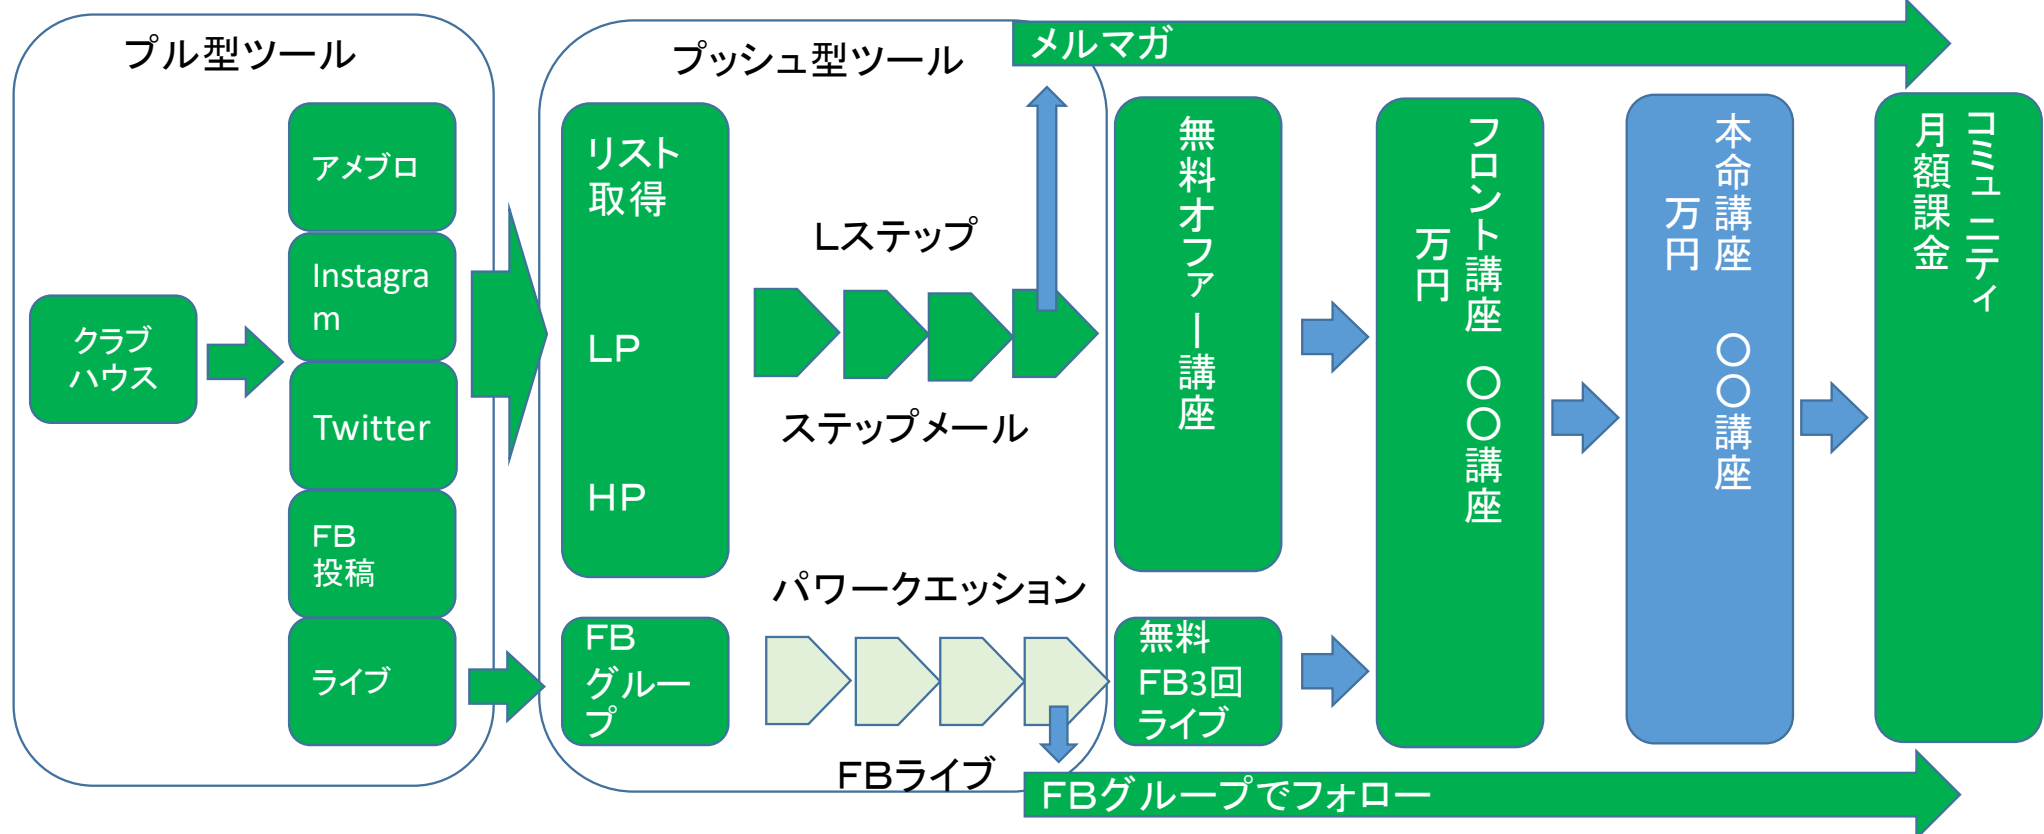 プル型ツール
クラブ
ハウス
アメブロ
Instagra
m
Twitter
FB
投稿
ライブ
プッシュ型ツール
リスト
取得
LP
HP
Lステップ
ステップメール
FB
グルー
プ
パワークエッション
FBライブ
メルマガ
無料オファー講座
無料
FB3回
ライブ
フロント講座 〇〇講座
万円
本命講座 〇〇講座
万円
コミュニティ
月額課金
FBグループでフォロー